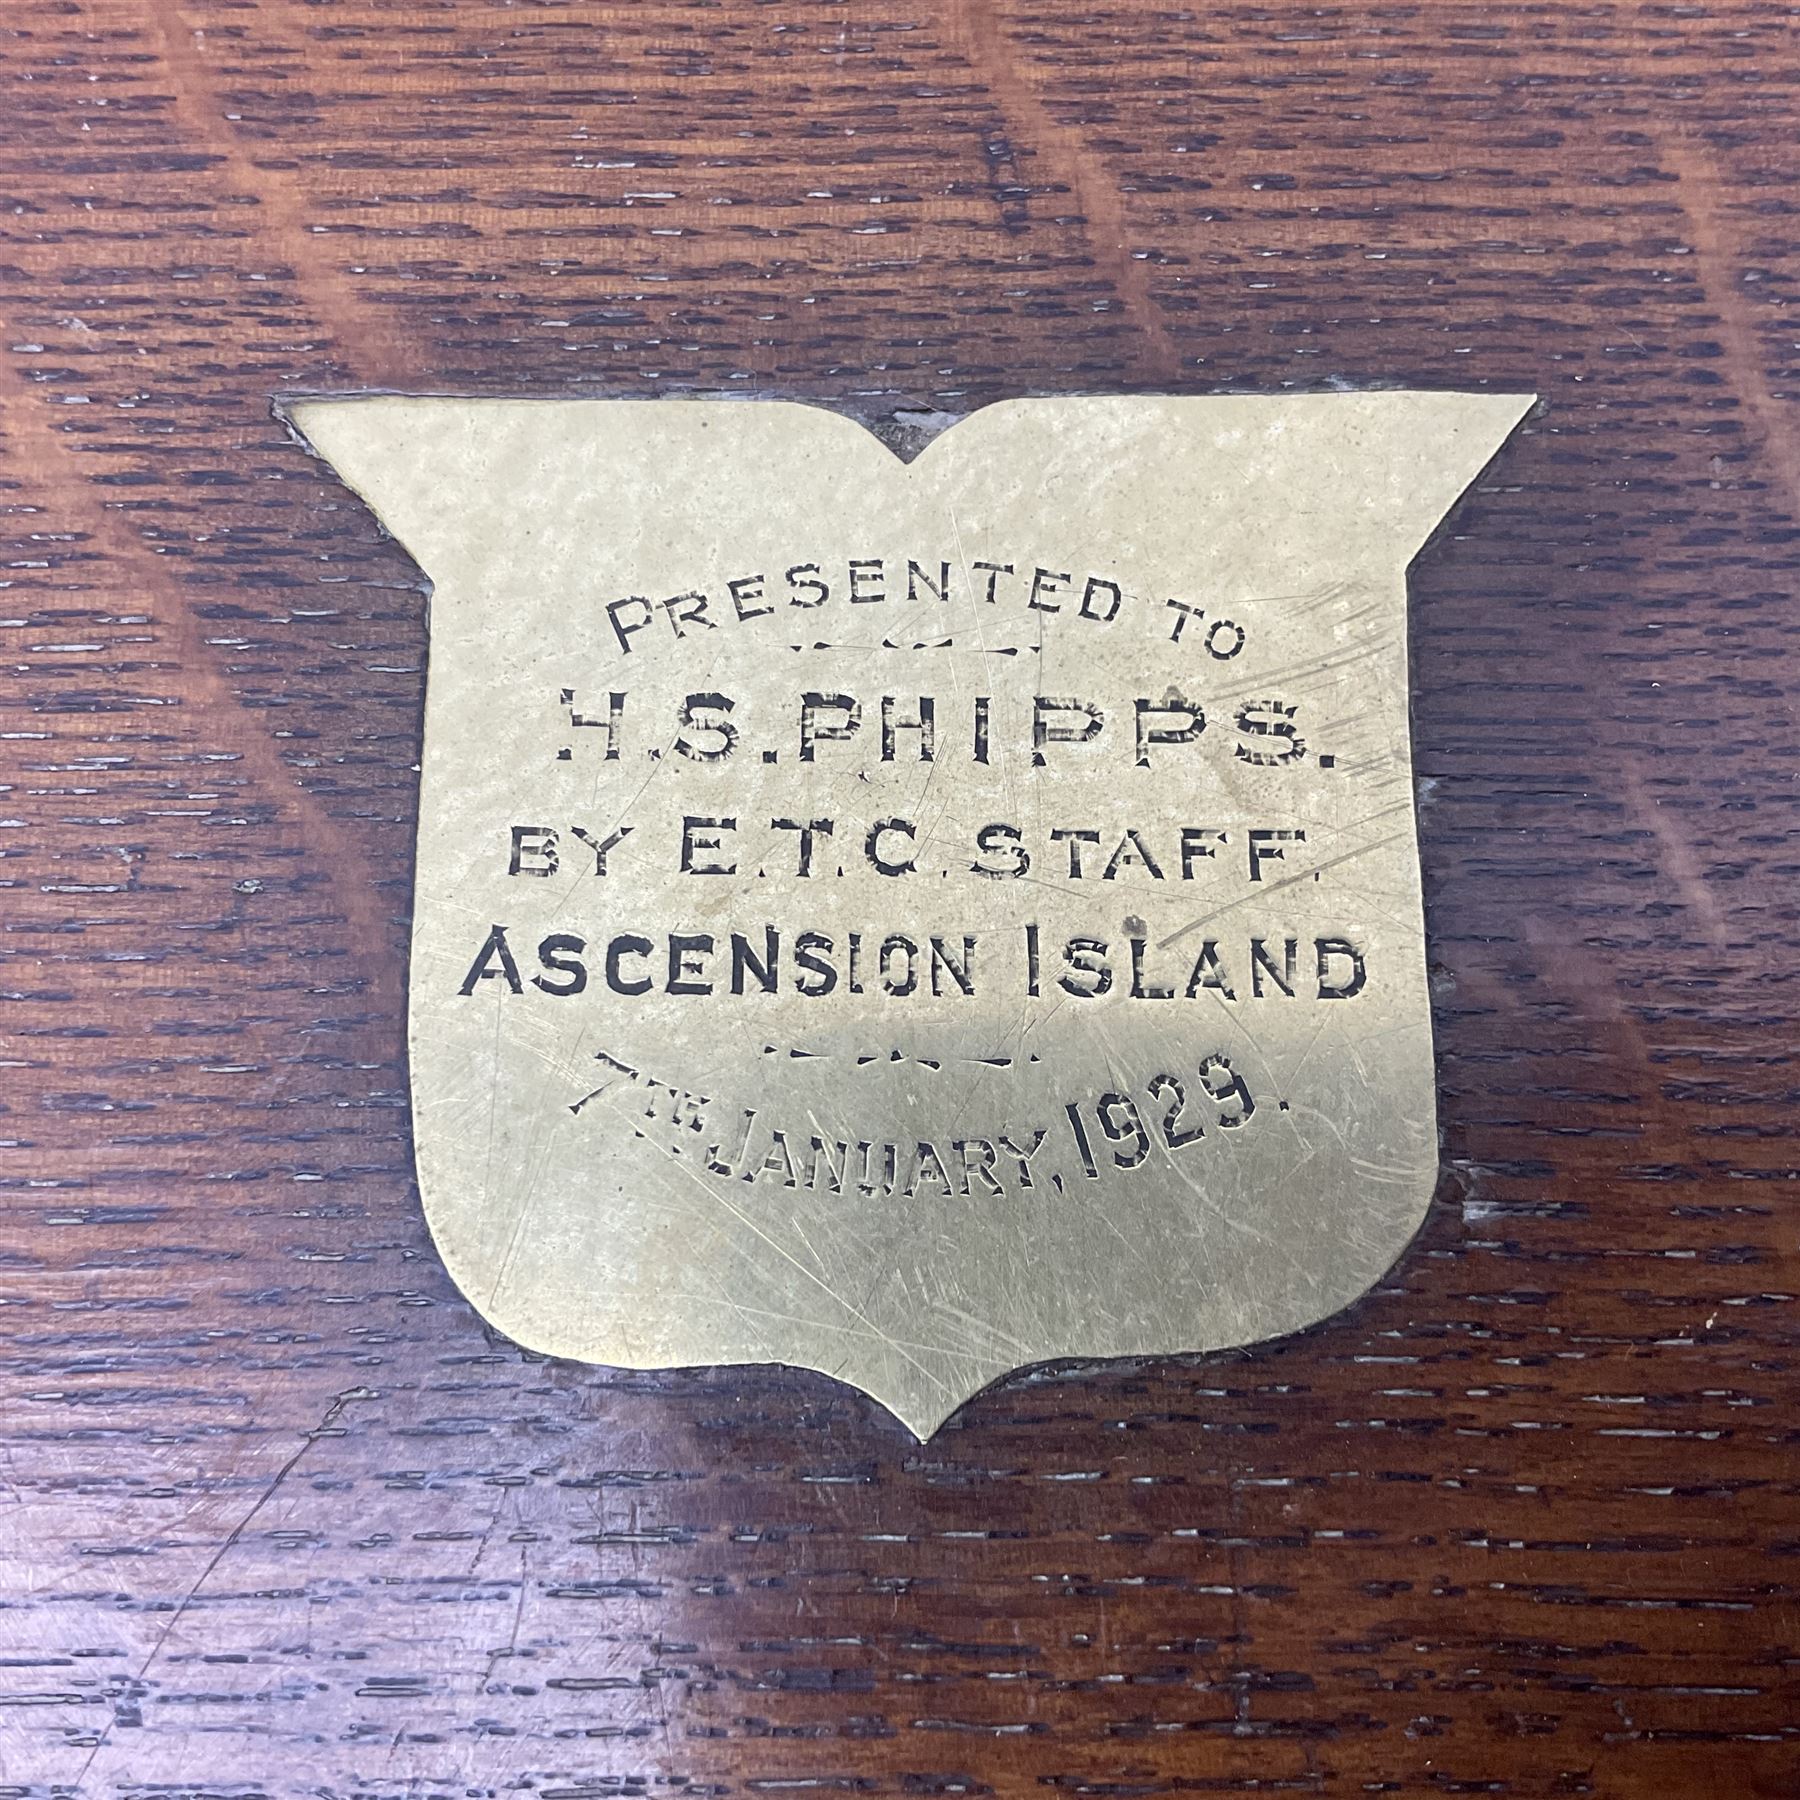 PRESENTED TO
H.S. PHIPPS.
BY E.T.C. STAFF.
ASCENSION ISLAND
7TH JANUARY, 1929.